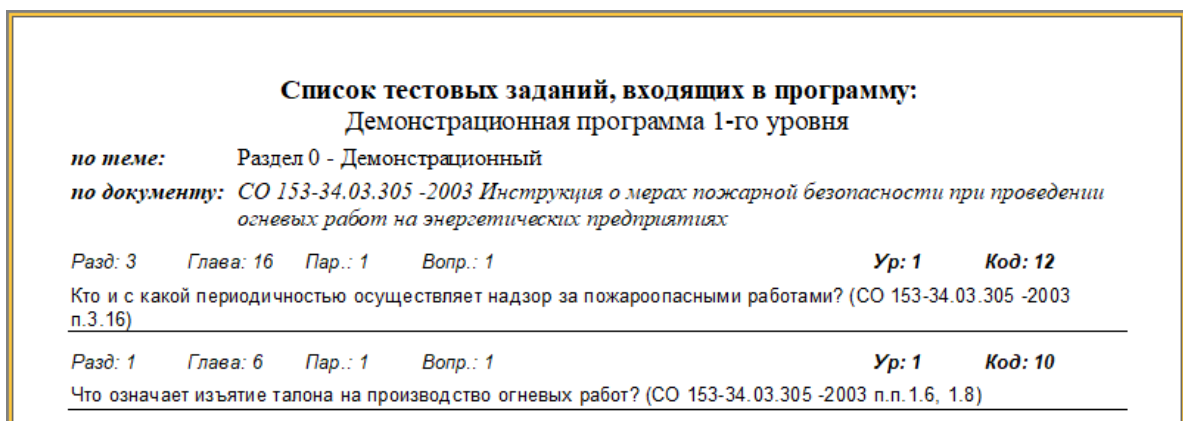 Список тестовых заданий, входящих в программу:
Демонстрационная программа 1-го уровня
по теме: Раздел 0 - Демонстрационный
по документу: СО 153-34.03.305 -2003 Инструкция о мерах пожарной безопасности при проведении
огневых работ на энергетических предприятиях
Разд: 3 Глава: 16 Пар.: 1 Вопр.: 1 Ур: 1 Код: 12
Кто и с какой периодичностью осуществляет надзор за пожароопасными работами? (СО 153-34.03.305 -2003
п.3.16)
Разд: 1 Глава: 6 Пар.: 1 Вопр.: 1 Ур: 1 Код: 10
Что означает изъятие талона на производство огневых работ? (СО 153-34.03.305 -2003 п.п.1.6, 1.8)